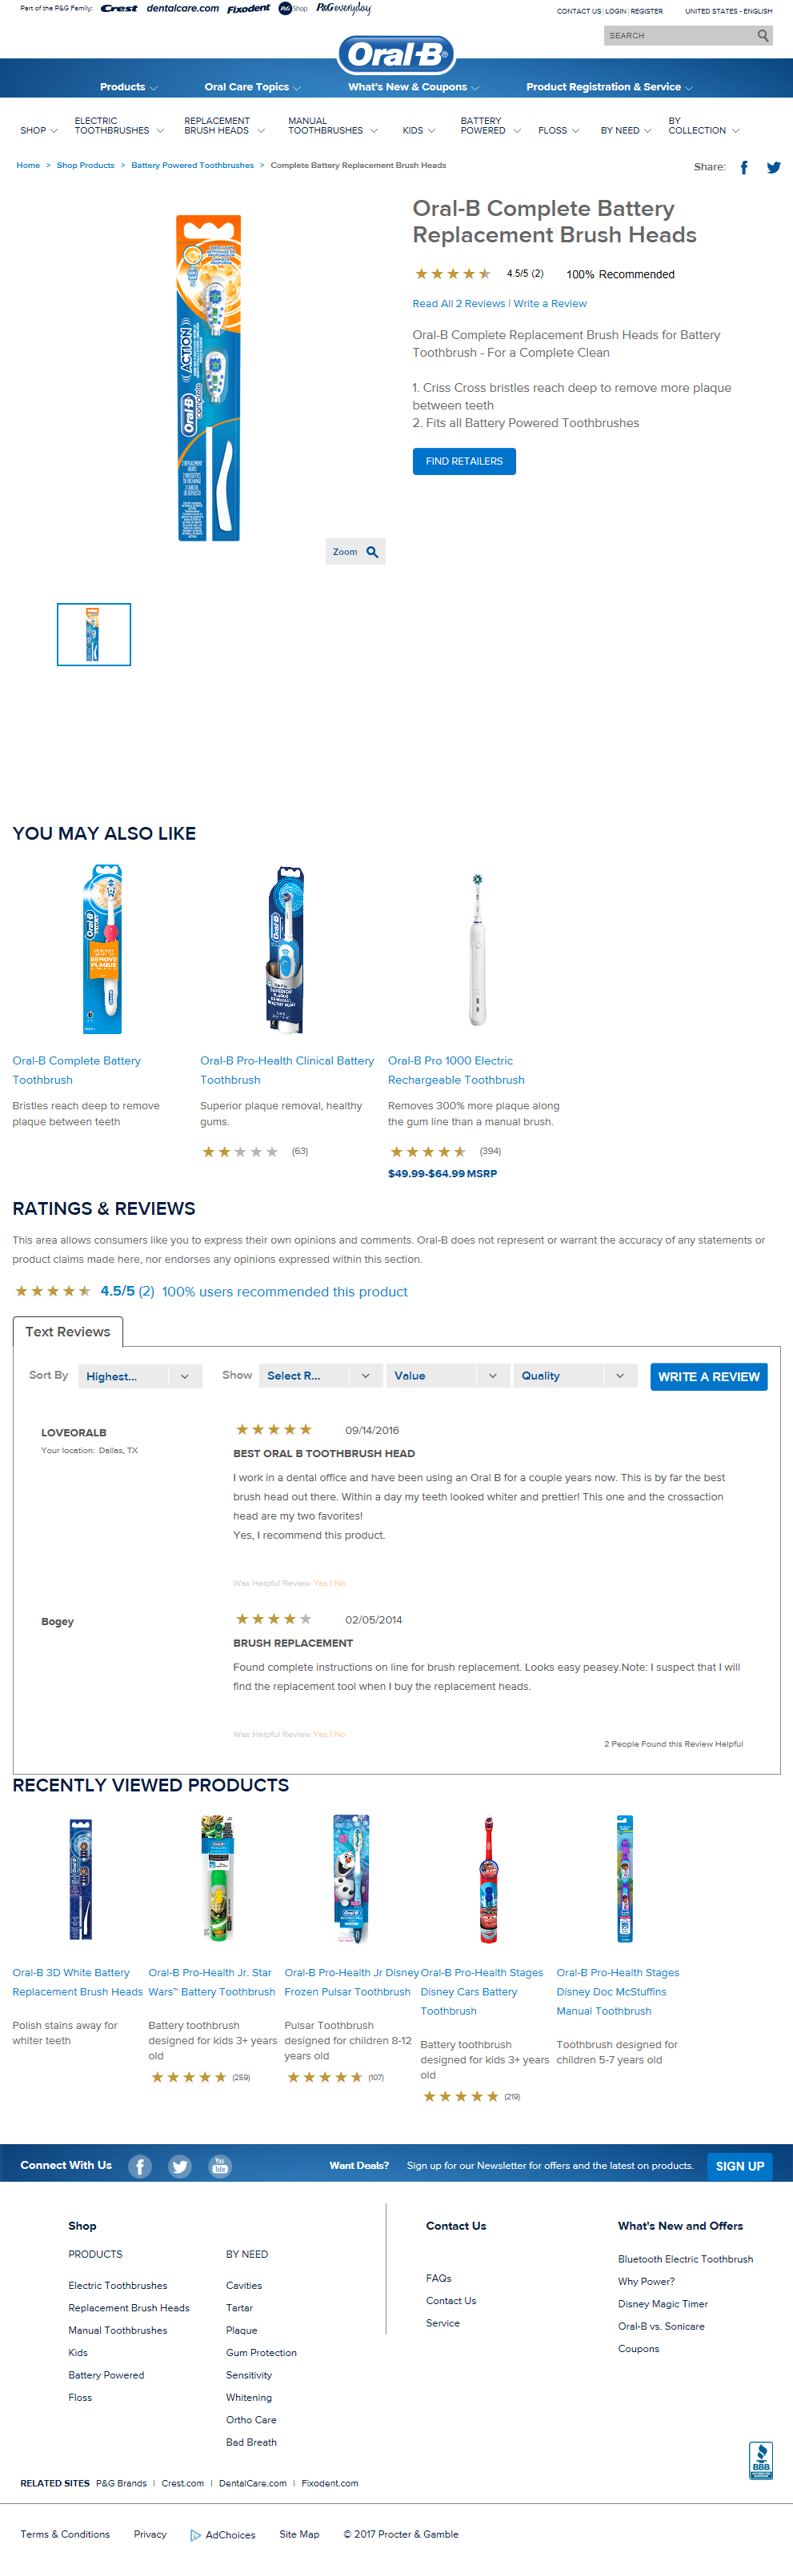 Part of the P&G Family: Crest dentalcare.com Fixodent P&G Shop P&Geveryday
CONTACT US | LOGIN | REGISTER UNITED STATES - ENGLISH
SEARCH
Oral-B
Products Oral Care Topics What's New & Coupons Product Registration & Service
SHOP ELECTRIC TOOTHBRUSHES REPLACEMENT BRUSH HEADS MANUAL TOOTHBRUSHES KIDS BATTERY POWERED FLOSS BY NEED BY COLLECTION
Home > Shop Products > Battery Powered Toothbrushes > Complete Battery Replacement Brush Heads
Share:
Oral-B Complete Battery
Replacement Brush Heads
4.5/5 (2) 100% Recommended
Read All 2 Reviews | Write a Review
Oral-B Complete Replacement Brush Heads for Battery
Toothbrush - For a Complete Clean
1. Criss Cross bristles reach deep to remove more plaque
between teeth
2. Fits all Battery Powered Toothbrushes
FIND RETAILERS
ACTION
Oral-B
complete
Zoom
YOU MAY ALSO LIKE
Oral-B Complete Battery
Toothbrush
Bristles reach deep to remove
plaque between teeth
Oral-B Pro-Health Clinical Battery
Toothbrush
Superior plaque removal, healthy
gums.
(63)
Oral-B Pro 1000 Electric
Rechargeable Toothbrush
Removes 300% more plaque along
the gum line than a manual brush.
(394)
$49.99-$64.99 MSRP
RATINGS & REVIEWS
This area allows consumers like you to express their own opinions and comments. Oral-B does not represent or warrant the accuracy of any statements or
product claims made here, nor endorses any opinions expressed within this section.
4.5/5 (2) 100% users recommended this product
Text Reviews
Sort By Highest... Show Select R... Value Quality WRITE A REVIEW
LOVEORALB
Your location: Dallas, TX
09/14/2016
BEST ORAL B TOOTHBRUSH HEAD
I work in a dental office and have been using an Oral B for a couple years now. This is by far the best
brush head out there. Within a day my teeth looked whiter and prettier! This one and the crossaction
head are my two favorites!
Yes, I recommend this product.
Was Helpful Review Yes | No
Bogey
02/05/2014
BRUSH REPLACEMENT
Found complete instructions on line for brush replacement. Looks easy peasey.Note: I suspect that I will
find the replacement tool when I buy the replacement heads.
Was Helpful Review Yes | No
2 People Found this Review Helpful
RECENTLY VIEWED PRODUCTS
Oral-B 3D White Battery
Replacement Brush Heads
Polish stains away for
whiter teeth
Oral-B Pro-Health Jr. Star
Wars™ Battery Toothbrush
Battery toothbrush
designed for kids 3+ years
old
(259)
Oral-B Pro-Health Jr Disney
Frozen Pulsar Toothbrush
Pulsar Toothbrush
designed for children 8-12
years old
(107)
Oral-B Pro-Health Stages
Disney Cars Battery
Toothbrush
Battery toothbrush
designed for kids 3+ years
old
(219)
Oral-B Pro-Health Stages
Disney Doc McStuffins
Manual Toothbrush
Toothbrush designed for
children 5-7 years old
Connect With Us
Want Deals? Sign up for our Newsletter for offers and the latest on products. SIGN UP
Shop
PRODUCTS
Electric Toothbrushes
Replacement Brush Heads
Manual Toothbrushes
Kids
Battery Powered
Floss
BY NEED
Cavities
Tartar
Plaque
Gum Protection
Sensitivity
Whitening
Ortho Care
Bad Breath
Contact Us
FAQs
Contact Us
Service
What's New and Offers
Bluetooth Electric Toothbrush
Why Power?
Disney Magic Timer
Oral-B vs. Sonicare
Coupons
BBB
RELATED SITES P&G Brands | Crest.com | DentalCare.com | Fixodent.com
Terms & Conditions Privacy AdChoices Site Map © 2017 Procter & Gamble